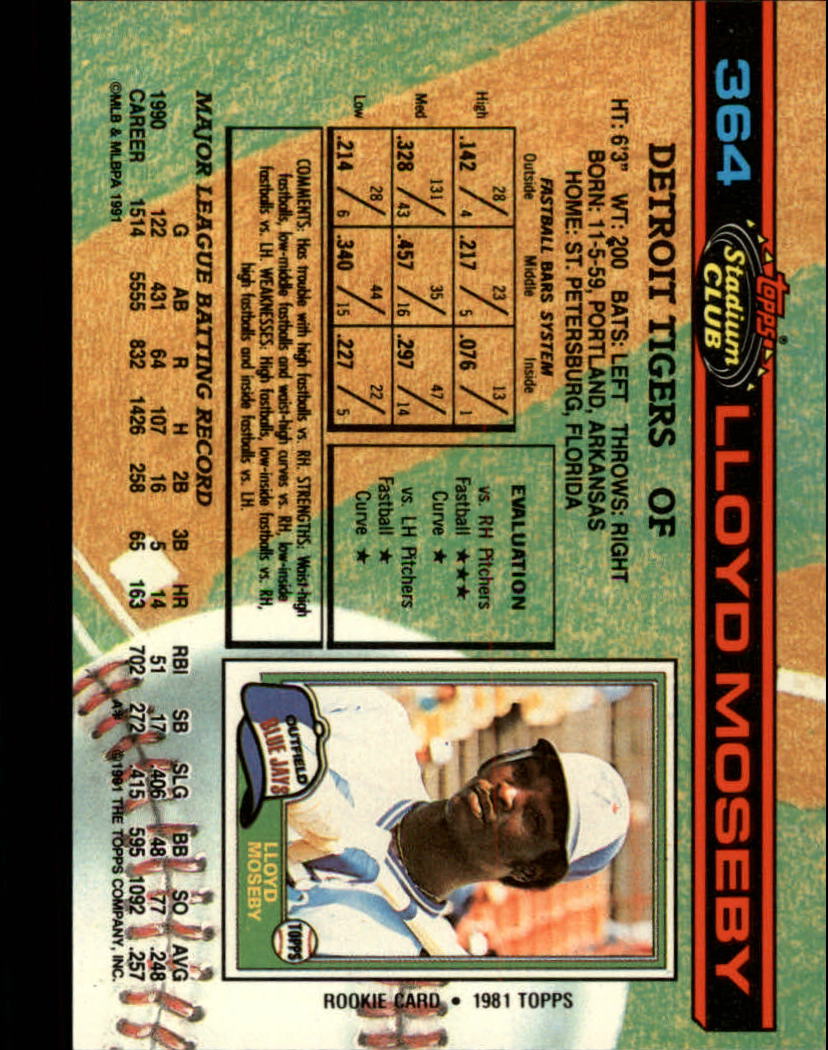 364
Topps®
Stadium
CLUB
LLOYD MOSEBY
DETROIT TIGERS OF
HT: 6'3" WT: 200 BATS: LEFT THROWS: RIGHT
BORN: 11-5-59, PORTLAND, ARKANSAS
HOME: ST. PETERSBURG, FLORIDA
FASTBALL BARS SYSTEM
Outside Middle Inside
High .142 28/4 .217 23/5 .076 13/1
Med .328 131/43 .457 35/16 .297 47/14
Low .214 28/6 .340 44/15 .227 22/5
EVALUATION
vs. RH Pitchers
Fastball ★★★
Curve ★
vs. LH Pitchers
Fastball ★
Curve ★
COMMENTS: Has trouble with high fastballs vs. RH. STRENGTHS: Waist-high
fastballs, low-middle fastballs and waist-high curves vs. RH, low-inside
fastballs vs. LH. WEAKNESSES: High fastballs, low-inside fastballs vs. RH,
high fastballs and inside fastballs vs. LH.
OUTFIELD
BLUE JAYS
LLOYD
MOSEBY
TOPPS
ROOKIE CARD • 1981 TOPPS
MAJOR LEAGUE BATTING RECORD
G AB R H 2B 3B HR RBI SB SLG BB SO AVG
1990 122 431 64 107 16 5 14 51 17 .406 48 77 .248
CAREER 1514 5555 832 1426 258 65 163 702 272 .415 595 1092 .257
©MLB & MLBPA 1991 A* ©1991 THE TOPPS COMPANY, INC.